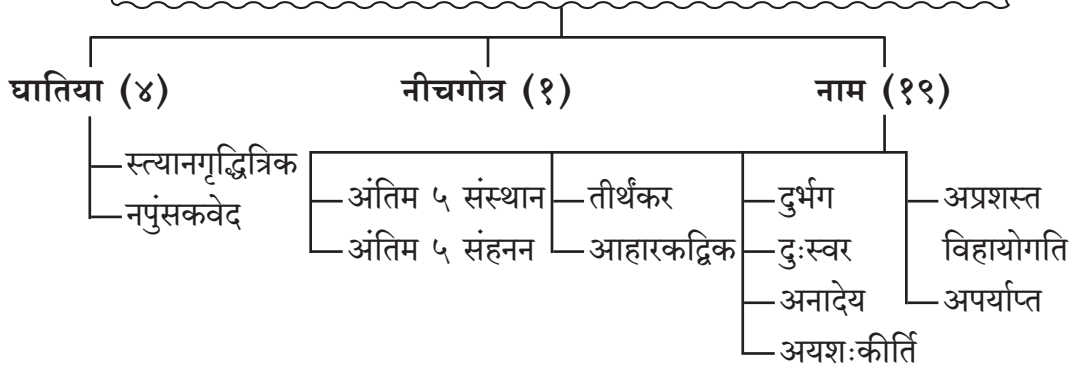 घातिया (४) नीचगोत्र (१) नाम (१९)
स्त्यानगृद्धित्रिक
नपुंसकवेद
अंतिम ५ संस्थान
अंतिम ५ संहनन
तीर्थंकर
आहारकद्विक
दुर्भग
दुःस्वर
अनादेय
अयशःकीर्ति
अप्रशस्त
विहायोगति
अपर्याप्त